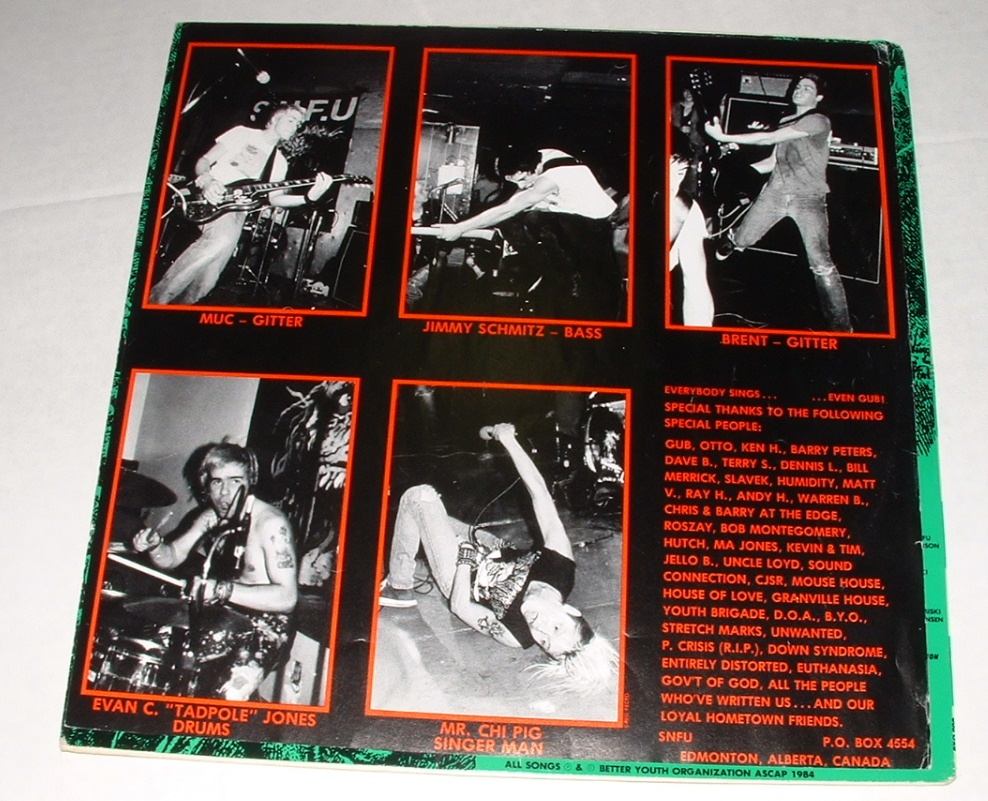 S.N.F.U
MUC – GITTER
JIMMY SCHMITZ – BASS
BRENT – GITTER
EVAN C. "TADPOLE" JONES
DRUMS
MR. CHI PIG
SINGER MAN
EVERYBODY SINGS... ...EVEN GUB!
SPECIAL THANKS TO THE FOLLOWING
SPECIAL PEOPLE:
GUB, OTTO, KEN H., BARRY PETERS,
DAVE B., TERRY S., DENNIS L., BILL
MERRICK, SLAVEK, HUMIDITY, MATT
V., RAY H., ANDY H., WARREN B.,
CHRIS & BARRY AT THE EDGE,
ROSZAY, BOB MONTEGOMERY,
HUTCH, MA JONES, KEVIN & TIM,
JELLO B., UNCLE LOYD, SOUND
CONNECTION, CJSR, MOUSE HOUSE,
HOUSE OF LOVE, GRANVILLE HOUSE,
YOUTH BRIGADE, D.O.A., B.Y.O.,
STRETCH MARKS, UNWANTED,
P. CRISIS (R.I.P.), DOWN SYNDROME,
ENTIRELY DISTORTED, EUTHANASIA,
GOV'T OF GOD, ALL THE PEOPLE
WHO'VE WRITTEN US...AND OUR
LOYAL HOMETOWN FRIENDS.
SNFU P.O. BOX 4554
EDMONTON, ALBERTA, CANADA
ALL SONGS ℗ & © BETTER YOUTH ORGANIZATION ASCAP 1984